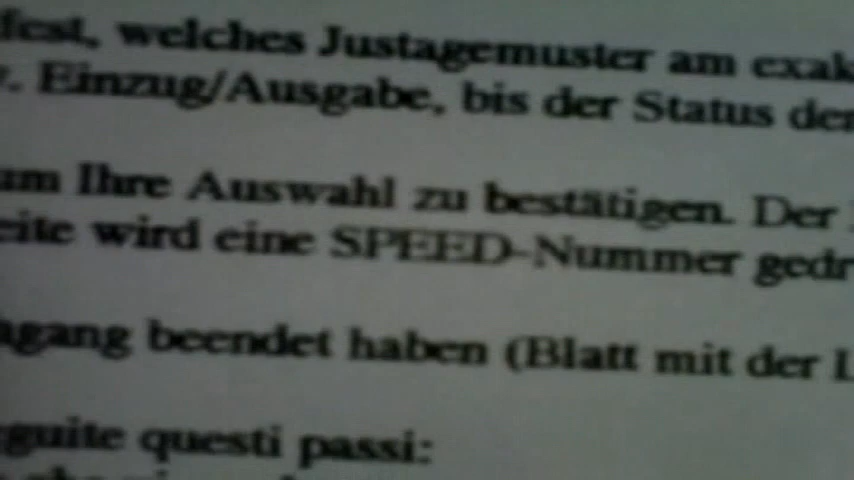 fest, welches Justagemuster am exak
. Einzug/Ausgabe, bis der Status der
um Ihre Auswahl zu bestätigen. Der
eite wird eine SPEED-Nummer gedr
gang beendet haben (Blatt mit der
guite questi passi: